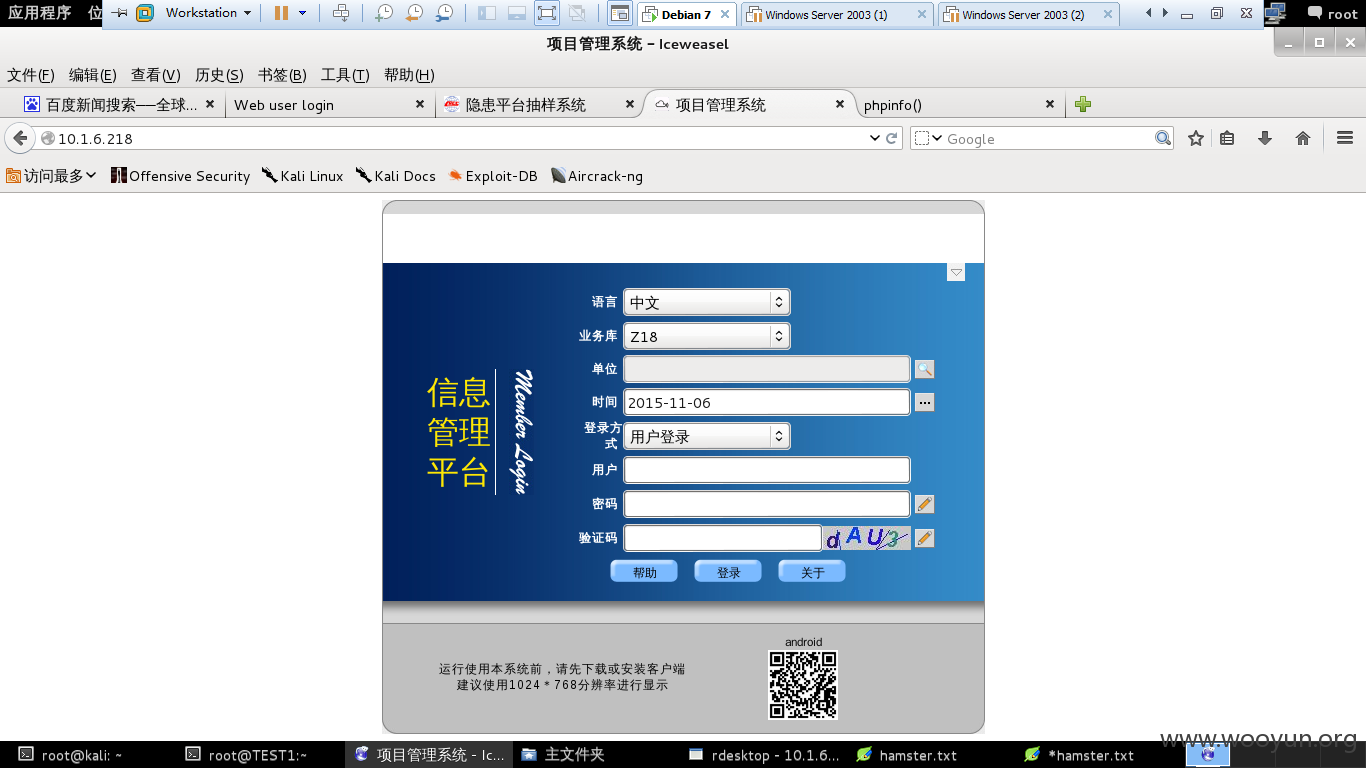 应用程序 位 Workstation Debian 7 Windows Server 2003 (1) Windows Server 2003 (2) root
项目管理系统 - Iceweasel
文件(F) 编辑(E) 查看(V) 历史(S) 书签(B) 工具(T) 帮助(H)
百度新闻搜索——全球... Web user login 隐患平台抽样系统 项目管理系统 phpinfo()
10.1.6.218 Google
访问最多 Offensive Security Kali Linux Kali Docs Exploit-DB Aircrack-ng
信息
管理
平台
Member Login
语言 中文
业务库 Z18
单位
时间 2015-11-06
登录方
式 用户登录
用户
密码
验证码 dAU3
帮助 登录 关于
android
运行使用本系统前，请先下载或安装客户端
建议使用1024＊768分辨率进行显示
www.wooyun.org
root@kali: ~ root@TEST1:~ 项目管理系统 - Ic... 主文件夹 rdesktop - 10.1.6... hamster.txt *hamster.txt